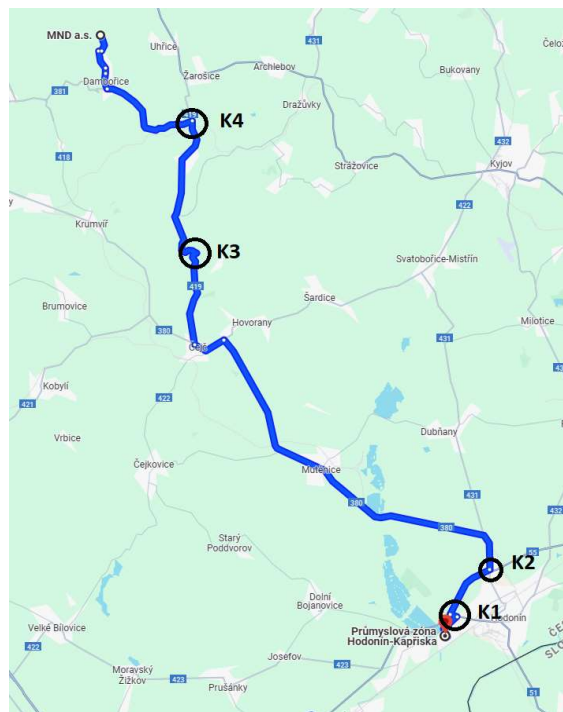 MND a.s.
Uhřice
431
Archlebov
Bukovany
Dambořice
Žarošice
381
Dražůvky
419
K4
432
Kyjov
418
Strážovice
422
Krumvíř
K3
Svatobořice-Mistřín
419
Šardice
Brumovice
Hovorany
Milotice
380
431
Čejč
Kobylí
421
422
Dubňany
Vrbice
Čejkovice
Mutěnice
431
432
380
380
Starý
Poddvorov
55
K2
Dolní
Bojanovice
K1
Hodonín
Velké Bílovice
Průmyslová zóna
Hodonín-Kapřiska
Josefov
Moravský
Žižkov
423
423
Prušánky
422
423
51